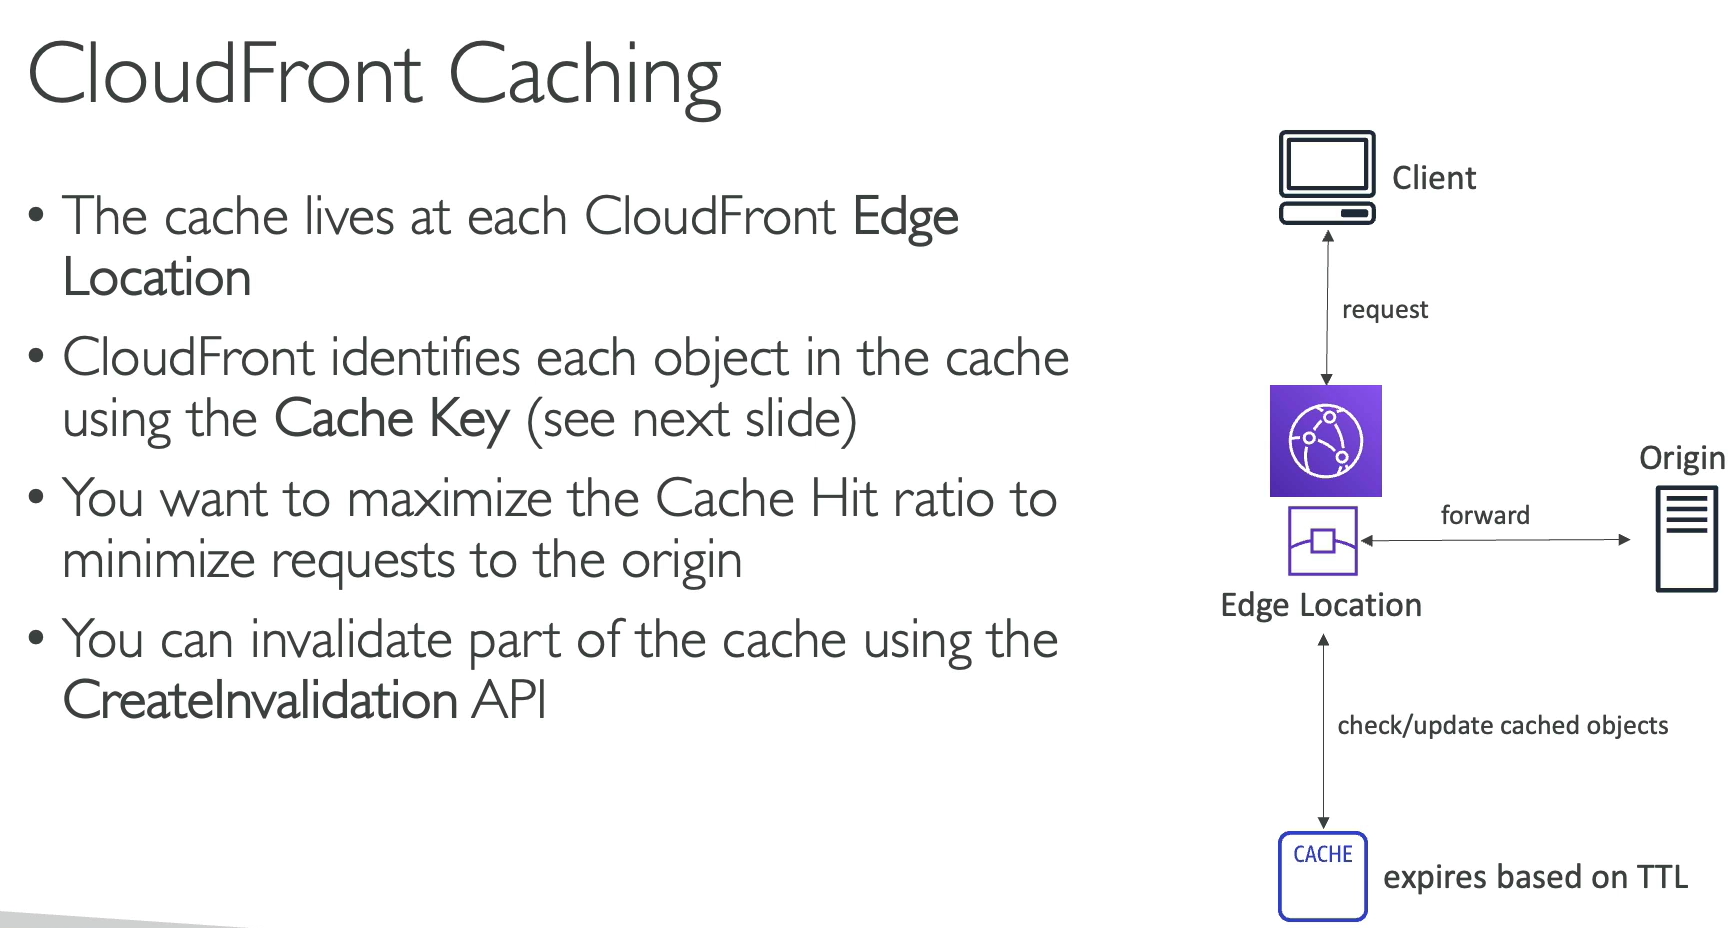 CloudFront Caching
• The cache lives at each CloudFront Edge
Location
• CloudFront identifies each object in the cache
using the Cache Key (see next slide)
• You want to maximize the Cache Hit ratio to
minimize requests to the origin
• You can invalidate part of the cache using the
CreateInvalidation API
Client
request
Origin
forward
Edge Location
check/update cached objects
CACHE
expires based on TTL